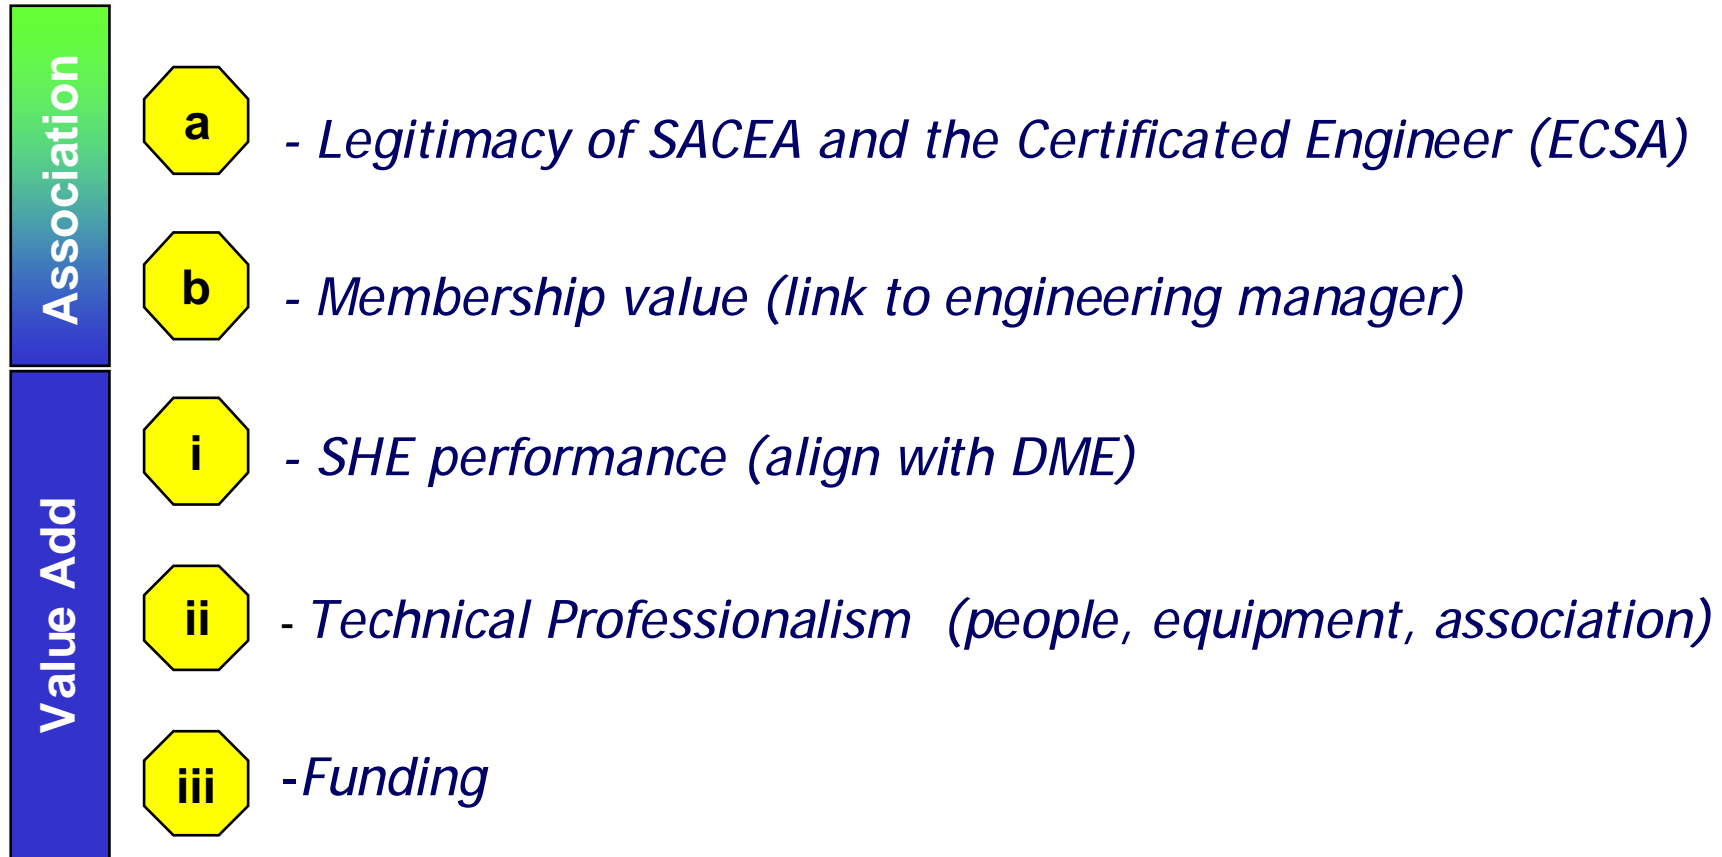 Association
a - Legitimacy of SACEA and the Certificated Engineer (ECSA)
b - Membership value (link to engineering manager)
Value Add
i - SHE performance (align with DME)
ii - Technical Professionalism (people, equipment, association)
iii -Funding